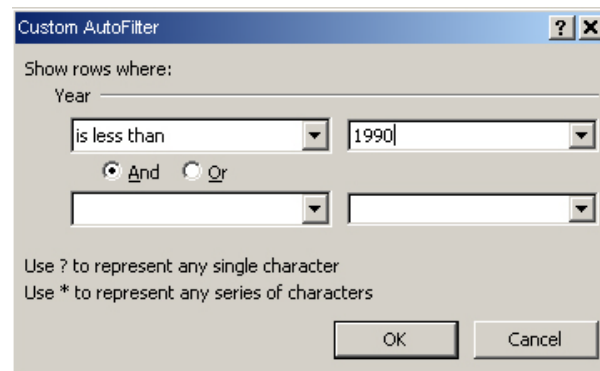 Custom AutoFilter ? X
Show rows where:
Year
is less than 1990
And Or
Use ? to represent any single character
Use * to represent any series of characters
OK Cancel